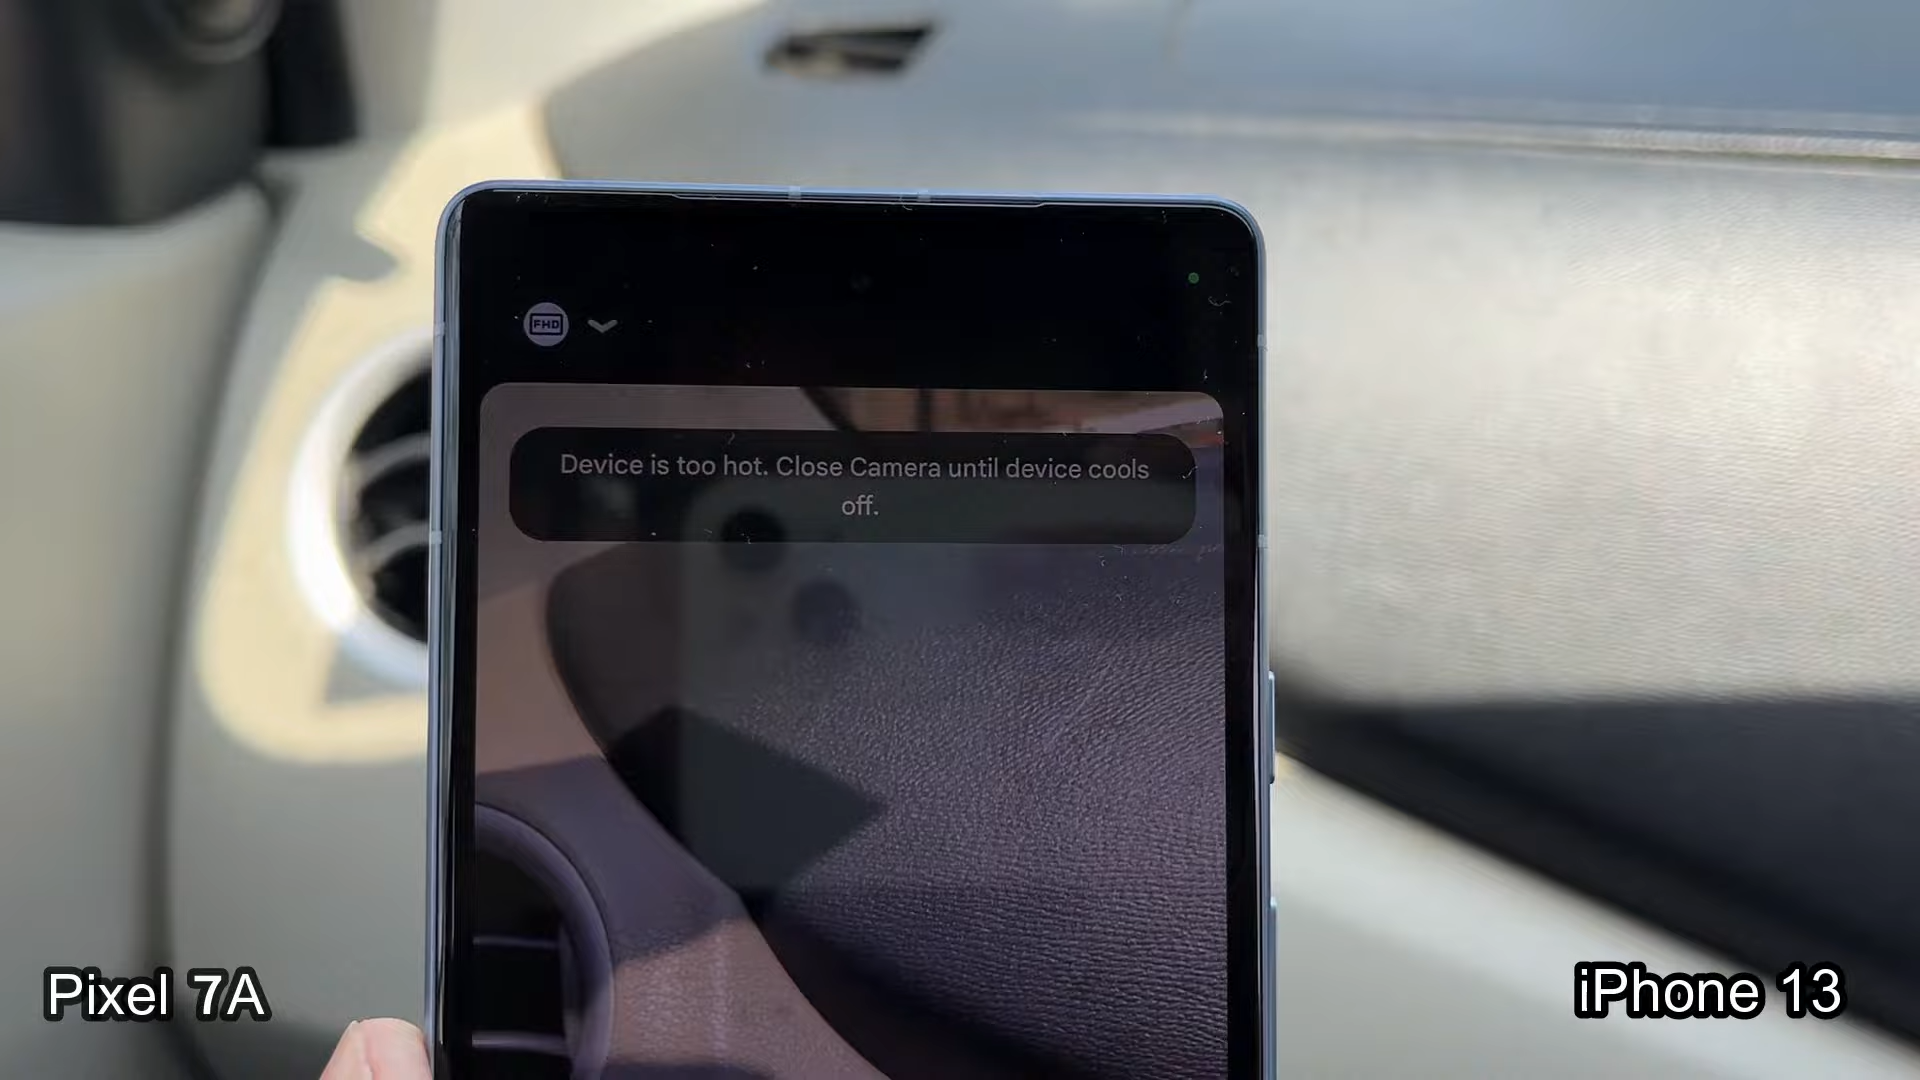 FHD
Device is too hot. Close Camera until device cools
off.
Pixel 7A
iPhone 13